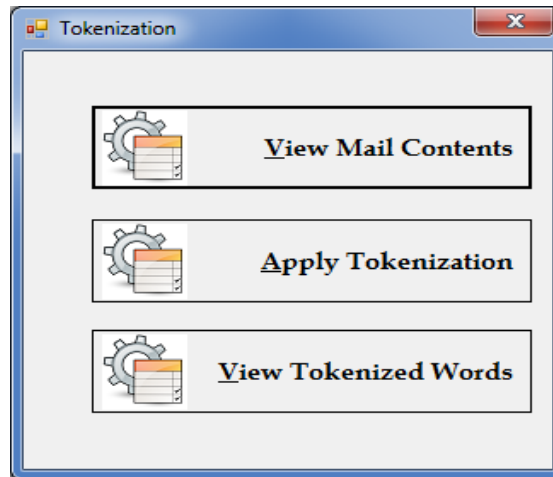 Tokenization
View Mail Contents
Apply Tokenization
View Tokenized Words